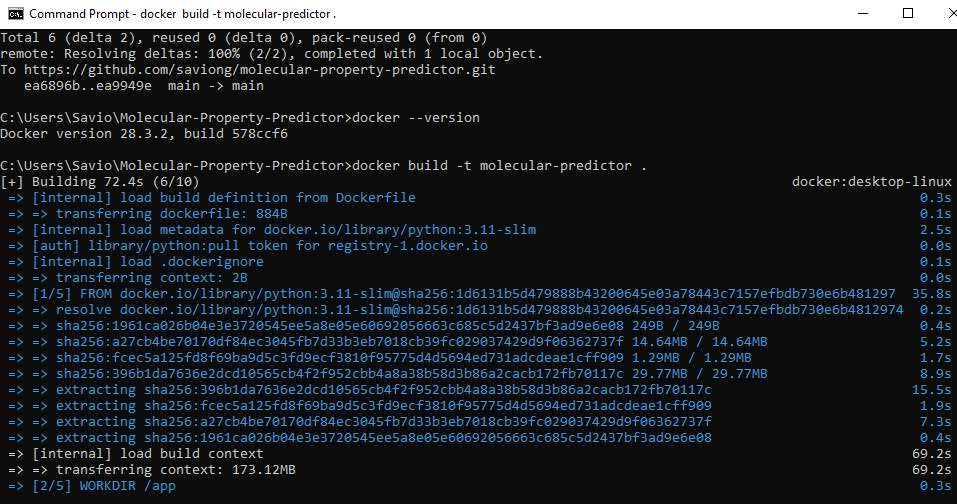 Command Prompt - docker  build -t molecular-predictor .
Total 6 (delta 2), reused 0 (delta 0), pack-reused 0 (from 0)
remote: Resolving deltas: 100% (2/2), completed with 1 local object.
To https://github.com/saviong/molecular-property-predictor.git
   ea6896b..ea9949e  main -> main
C:\Users\Savio\Molecular-Property-Predictor>docker --version
Docker version 28.3.2, build 578ccf6
C:\Users\Savio\Molecular-Property-Predictor>docker build -t molecular-predictor .
[+] Building 72.4s (6/10) docker:desktop-linux
=> [internal] load build definition from Dockerfile 0.3s
=> => transferring dockerfile: 884B 0.1s
=> [internal] load metadata for docker.io/library/python:3.11-slim 2.5s
=> [auth] library/python:pull token for registry-1.docker.io 0.0s
=> [internal] load .dockerignore 0.1s
=> => transferring context: 2B 0.0s
=> [1/5] FROM docker.io/library/python:3.11-slim@sha256:1d6131b5d479888b43200645e03a78443c7157efbdb730e6b481297 35.8s
=> => resolve docker.io/library/python:3.11-slim@sha256:1d6131b5d479888b43200645e03a78443c7157efbdb730e6b4812974 0.2s
=> => sha256:1961ca026b04e3e3720545ee5a8e05e60692056663c685c5d2437bf3ad9e6e08 249B / 249B 0.4s
=> => sha256:a27cb4be70170df84ec3045fb7d33b3eb7018cb39fc029037429d9f06362737f 14.64MB / 14.64MB 5.2s
=> => sha256:fcec5a125fd8f69ba9d5c3fd9ecf3810f95775d4d5694ed731adcdeae1cff909 1.29MB / 1.29MB 1.7s
=> => sha256:396b1da7636e2dcd10565cb4f2f952cbb4a8a38b58d3b86a2cacb172fb70117c 29.77MB / 29.77MB 8.9s
=> => extracting sha256:396b1da7636e2dcd10565cb4f2f952cbb4a8a38b58d3b86a2cacb172fb70117c 15.5s
=> => extracting sha256:fcec5a125fd8f69ba9d5c3fd9ecf3810f95775d4d5694ed731adcdeae1cff909 1.9s
=> => extracting sha256:a27cb4be70170df84ec3045fb7d33b3eb7018cb39fc029037429d9f06362737f 7.3s
=> => extracting sha256:1961ca026b04e3e3720545ee5a8e05e60692056663c685c5d2437bf3ad9e6e08 0.4s
=> [internal] load build context 69.2s
=> => transferring context: 173.12MB 69.2s
=> [2/5] WORKDIR /app 0.3s